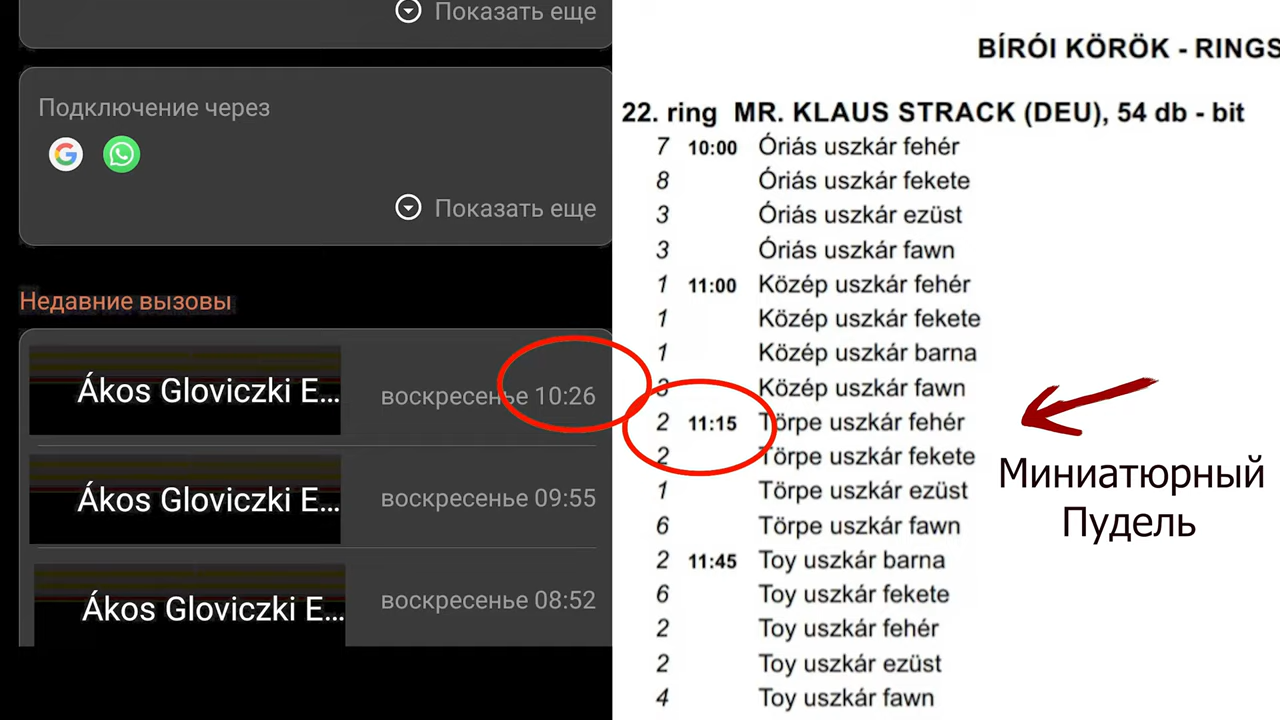 Показать еще
Подключение через
Показать еще
Недавние вызовы
Ákos Gloviczki E... воскресенье 10:26
Ákos Gloviczki E... воскресенье 09:55
Ákos Gloviczki E... воскресенье 08:52
BÍRÓI KÖRÖK - RINGS
22. ring MR. KLAUS STRACK (DEU), 54 db - bit
7 10:00 Óriás uszkár fehér
8 Óriás uszkár fekete
3 Óriás uszkár ezüst
3 Óriás uszkár fawn
1 11:00 Közép uszkár fehér
1 Közép uszkár fekete
1 Közép uszkár barna
3 Közép uszkár fawn
2 11:15 Törpe uszkár fehér
2 Törpe uszkár fekete
1 Törpe uszkár ezüst
6 Törpe uszkár fawn
2 11:45 Toy uszkár barna
6 Toy uszkár fekete
2 Toy uszkár fehér
2 Toy uszkár ezüst
4 Toy uszkár fawn
Миниатюрный
Пудель